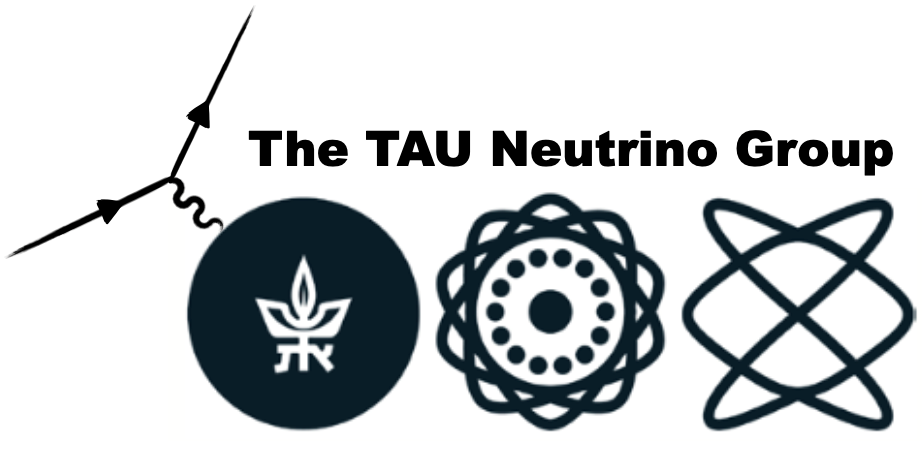 The TAU Neutrino Group
את